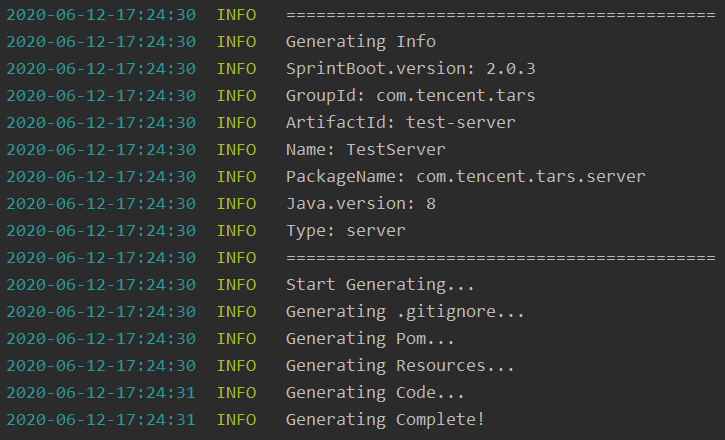 2020-06-12-17:24:30 INFO ===========================================
2020-06-12-17:24:30 INFO Generating Info
2020-06-12-17:24:30 INFO SprintBoot.version: 2.0.3
2020-06-12-17:24:30 INFO GroupId: com.tencent.tars
2020-06-12-17:24:30 INFO ArtifactId: test-server
2020-06-12-17:24:30 INFO Name: TestServer
2020-06-12-17:24:30 INFO PackageName: com.tencent.tars.server
2020-06-12-17:24:30 INFO Java.version: 8
2020-06-12-17:24:30 INFO Type: server
2020-06-12-17:24:30 INFO ===========================================
2020-06-12-17:24:30 INFO Start Generating...
2020-06-12-17:24:30 INFO Generating .gitignore...
2020-06-12-17:24:30 INFO Generating Pom...
2020-06-12-17:24:30 INFO Generating Resources...
2020-06-12-17:24:31 INFO Generating Code...
2020-06-12-17:24:31 INFO Generating Complete!